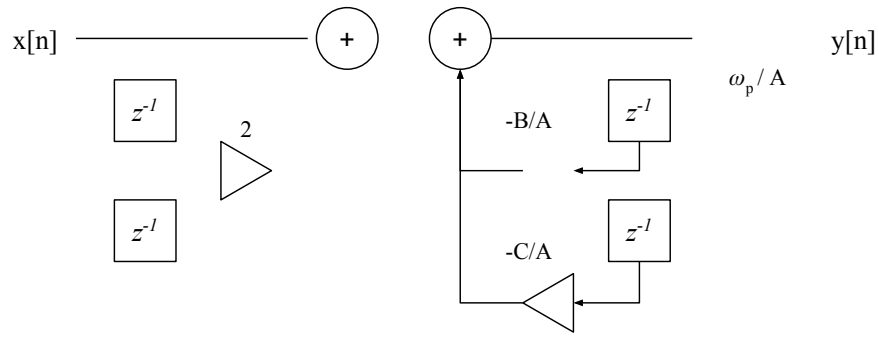 x[n]
+
+
y[n]
z⁻¹
2
-B/A
z⁻¹
ωₚ / A
z⁻¹
-C/A
z⁻¹